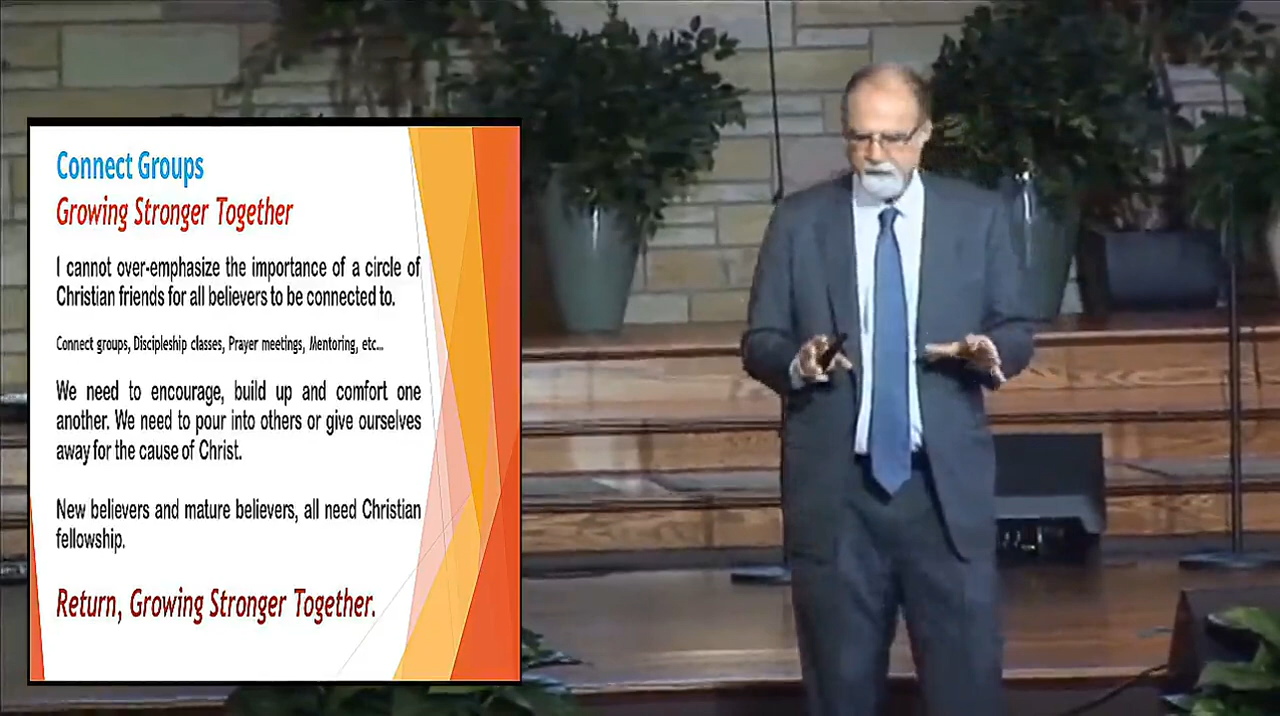 Connect Groups
Growing Stronger Together
I cannot over-emphasize the importance of a circle of
Christian friends for all believers to be connected to.
Connect groups, Discipleship classes, Prayer meetings, Mentoring, etc...
We need to encourage, build up and comfort one
another. We need to pour into others or give ourselves
away for the cause of Christ.
New believers and mature believers, all need Christian
fellowship.
Return, Growing Stronger Together.